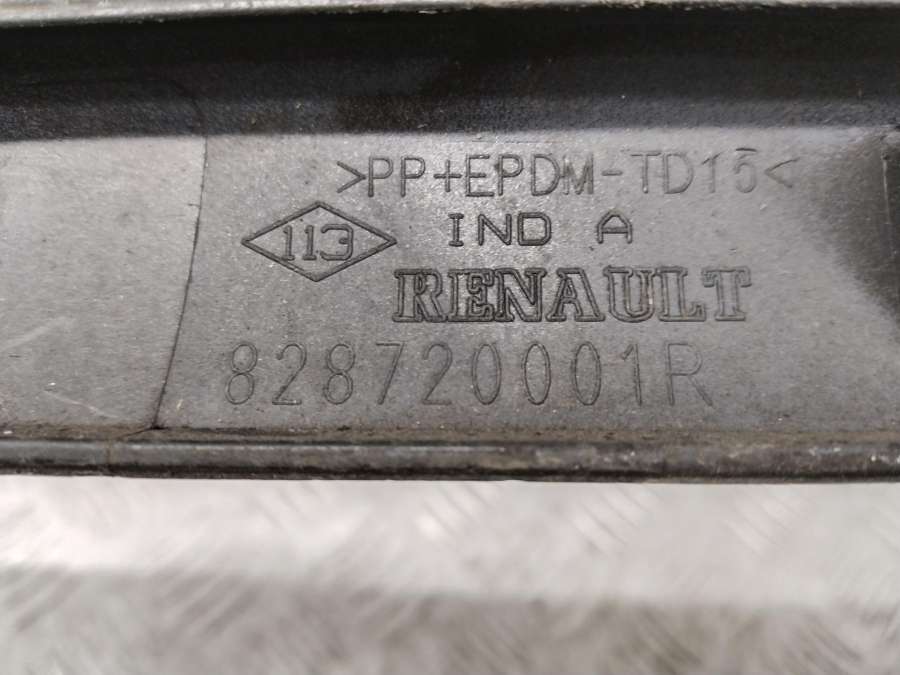 >PP+EPDM-TD15<
113
IND A
RENAULT
828720001R